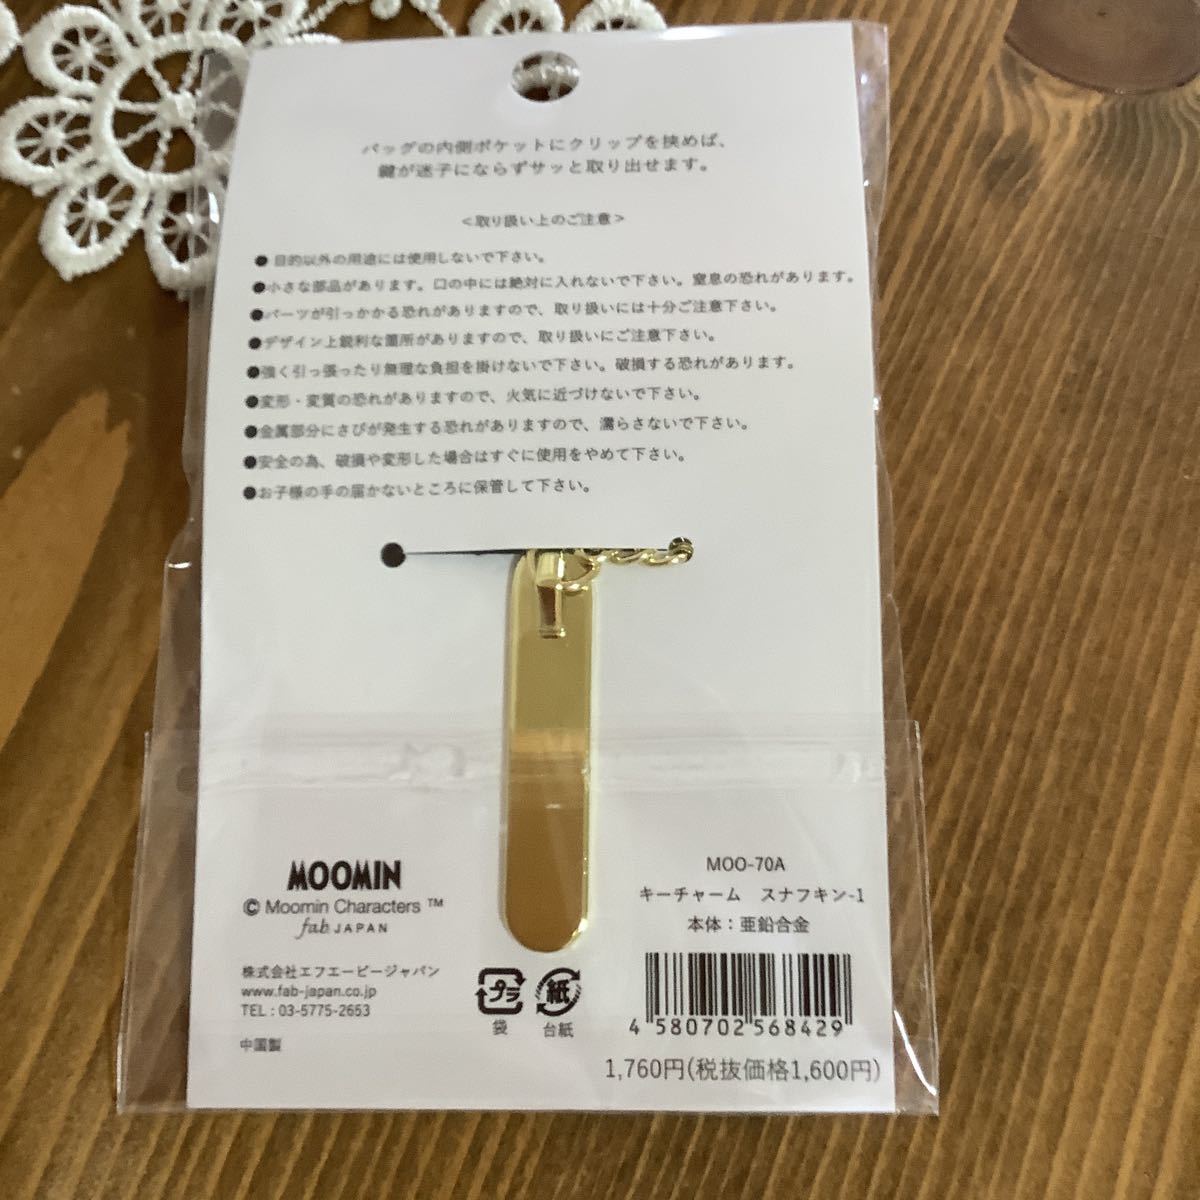 バッグの内側ポケットにクリップを挟めば、
鍵が迷子にならずサッと取り出せます。
<取り扱い上のご注意>
● 目的以外の用途には使用しないで下さい。
●小さな部品があります。口の中には絶対に入れないで下さい。窒息の恐れがあります。
●パーツが引っかかる恐れがありますので、取り扱いには十分ご注意下さい。
●デザイン上鋭利な箇所がありますので、取り扱いにご注意下さい。
●強く引っ張ったり無理な負担を掛けないで下さい。破損する恐れがあります。
●変形・変質の恐れがありますので、火気に近づけないで下さい。
●金属部分にさびが発生する恐れがありますので、濡らさないで下さい。
●安全の為、破損や変形した場合はすぐに使用をやめて下さい。
●お子様の手の届かないところに保管して下さい。
MOOMIN
© Moomin Characters ™
fab JAPAN
株式会社エフエービージャパン
www.fab-japan.co.jp
TEL : 03-5775-2653
中国製
プラ
袋
紙
台紙
MOO-70A
キーチャーム　スナフキン-1
本体：亜鉛合金
4 580702 568429
1,760円(税抜価格1,600円)